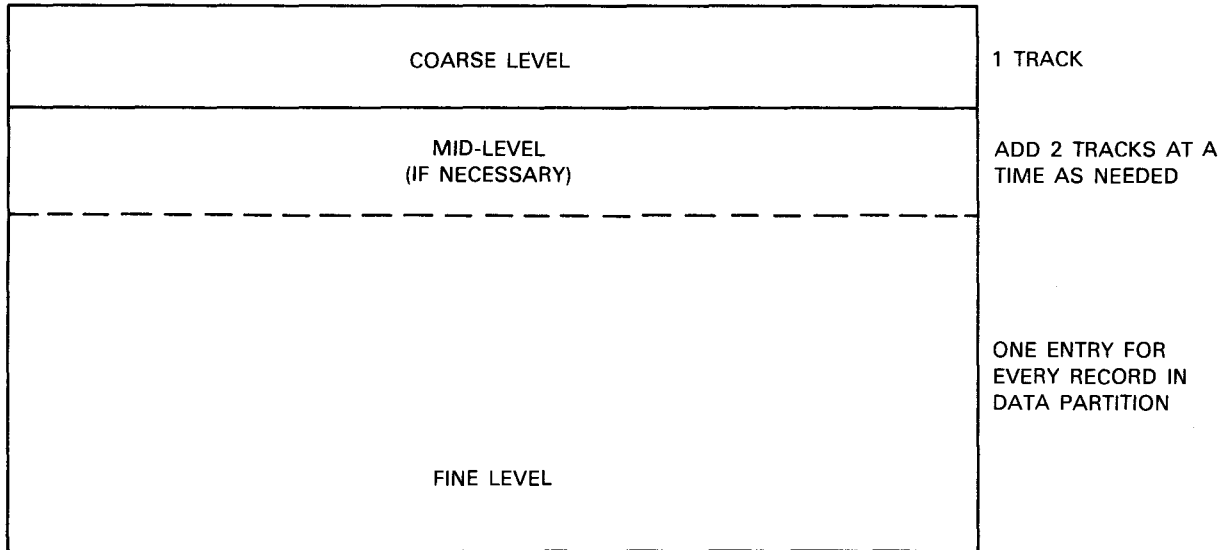 COARSE LEVEL
1 TRACK
MID-LEVEL
(IF NECESSARY)
ADD 2 TRACKS AT A
TIME AS NEEDED
ONE ENTRY FOR
EVERY RECORD IN
DATA PARTITION
FINE LEVEL